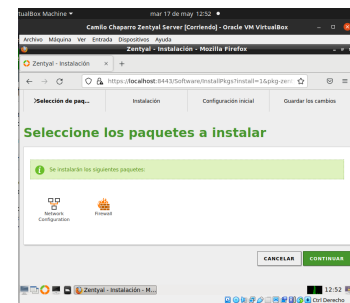 tualBox Machine
mar 17 de may 12:52
Camilo Chaparro Zentyal Server [Corriendo] - Oracle VM VirtualBox
Archivo Máquina Ver Entrada Dispositivos Ayuda
Zentyal - Instalación - Mozilla Firefox
Zentyal - Instalación
https://localhost:8443/Software/InstallPkgs?install=1&pkg-zent
Selección de paq...
Instalación
Configuración inicial
Guardar los cambios
Seleccione los paquetes a instalar
Se instalarán los siguientes paquetes:
Network
Configuration
Firewall
CANCELAR
CONTINUAR
Zentyal - Instalación - M...
12:52
Ctrl Derecho